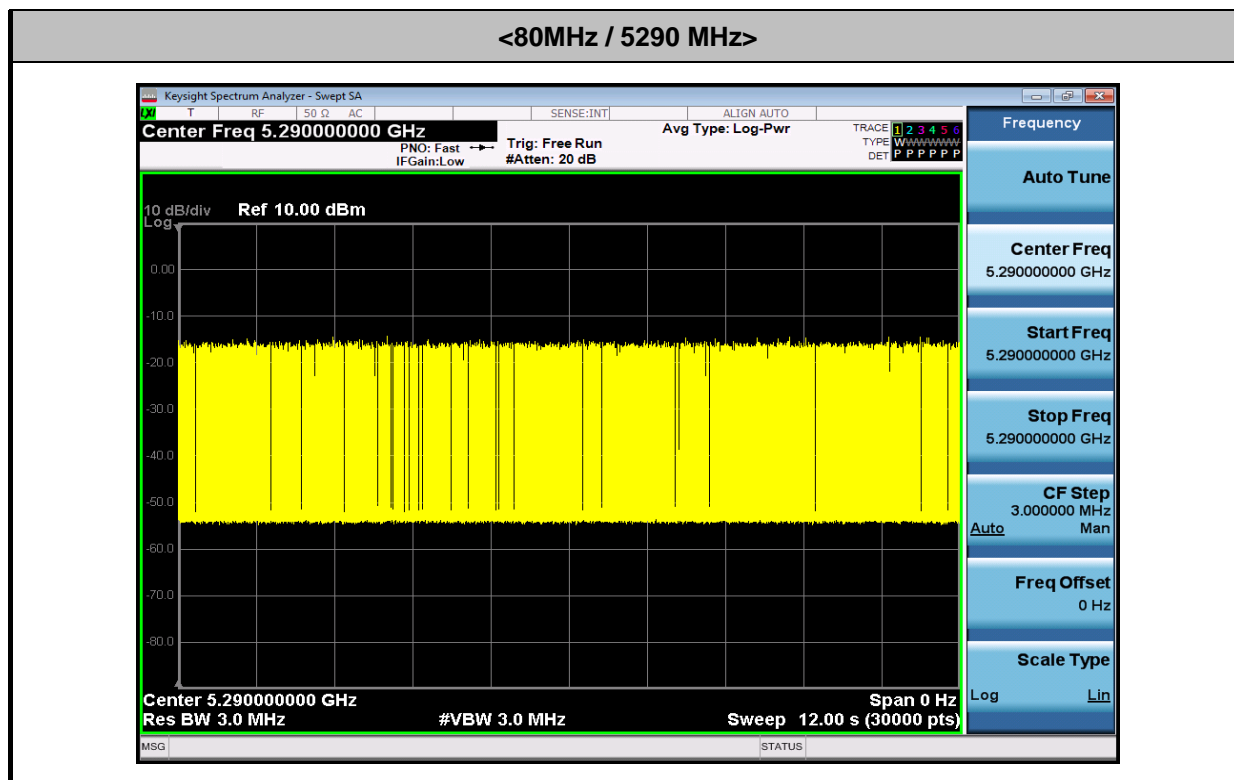 <80MHz / 5290 MHz>
Keysight Spectrum Analyzer - Swept SA
LXI T RF 50 Ω AC SENSE:INT ALIGN AUTO
Center Freq 5.290000000 GHz
PNO: Fast
IFGain:Low
Trig: Free Run
#Atten: 20 dB
Avg Type: Log-Pwr
TRACE 1 2 3 4 5 6
TYPE WWWWWW
DET P P P P P P
10 dB/div Ref 10.00 dBm
Log
0.00
-10.0
-20.0
-30.0
-40.0
-50.0
-60.0
-70.0
-80.0
Center 5.290000000 GHz Span 0 Hz
Res BW 3.0 MHz #VBW 3.0 MHz Sweep 12.00 s (30000 pts)
MSG STATUS
Frequency
Auto Tune
Center Freq
5.290000000 GHz
Start Freq
5.290000000 GHz
Stop Freq
5.290000000 GHz
CF Step
3.000000 MHz
Auto Man
Freq Offset
0 Hz
Scale Type
Log Lin